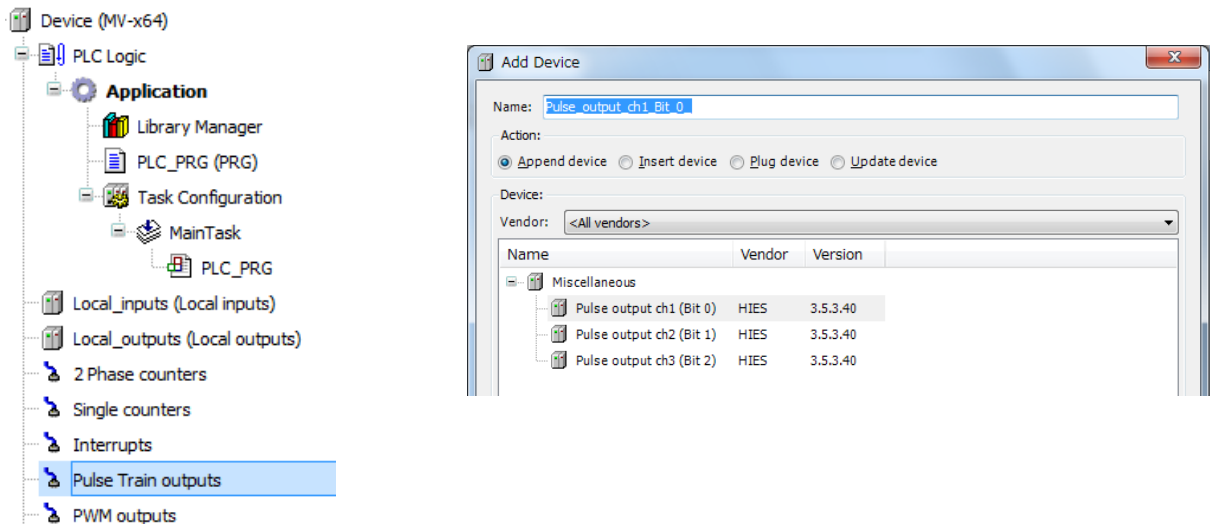 Device (MV-x64)
PLC Logic
Application
Library Manager
PLC_PRG (PRG)
Task Configuration
MainTask
PLC_PRG
Local_inputs (Local inputs)
Local_outputs (Local outputs)
2 Phase counters
Single counters
Interrupts
Pulse Train outputs
PWM outputs
Add Device
x
Name: Pulse_output_ch1_Bit_0_
Action:
Append device Insert device Plug device Update device
Device:
Vendor: <All vendors>
Name Vendor Version
Miscellaneous
Pulse output ch1 (Bit 0) HIES 3.5.3.40
Pulse output ch2 (Bit 1) HIES 3.5.3.40
Pulse output ch3 (Bit 2) HIES 3.5.3.40